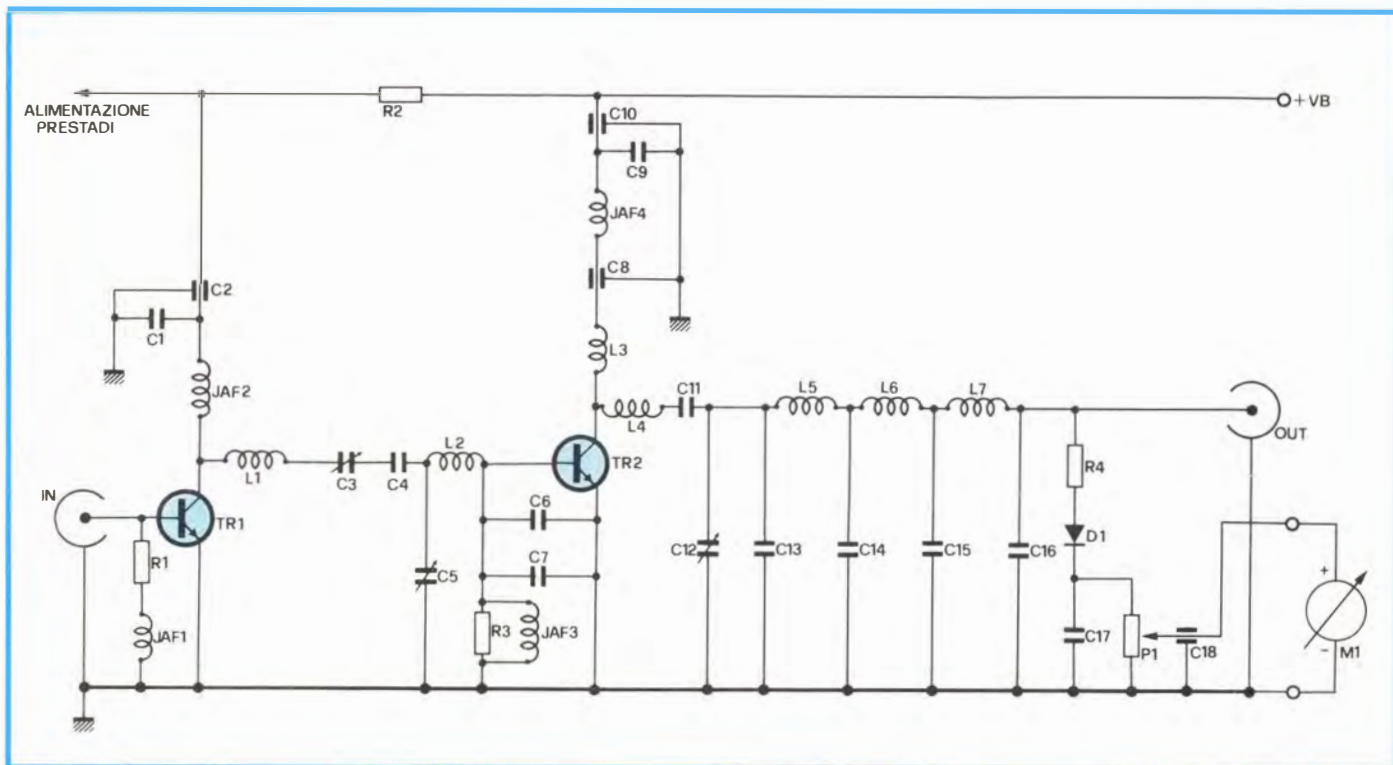 ALIMENTAZIONE
PRESTADI
R2
+VB
C10
C9
JAF4
C2
C8
C1
L3
JAF2
C11
L5
L6
L7
L4
OUT
L2
TR2
R4
IN
L1
C3
C4
TR1
C6
D1
R1
C5
C7
C12
C13
C14
C15
C16
+
JAF1
R3
JAF3
C17
P1
C18
−
M1